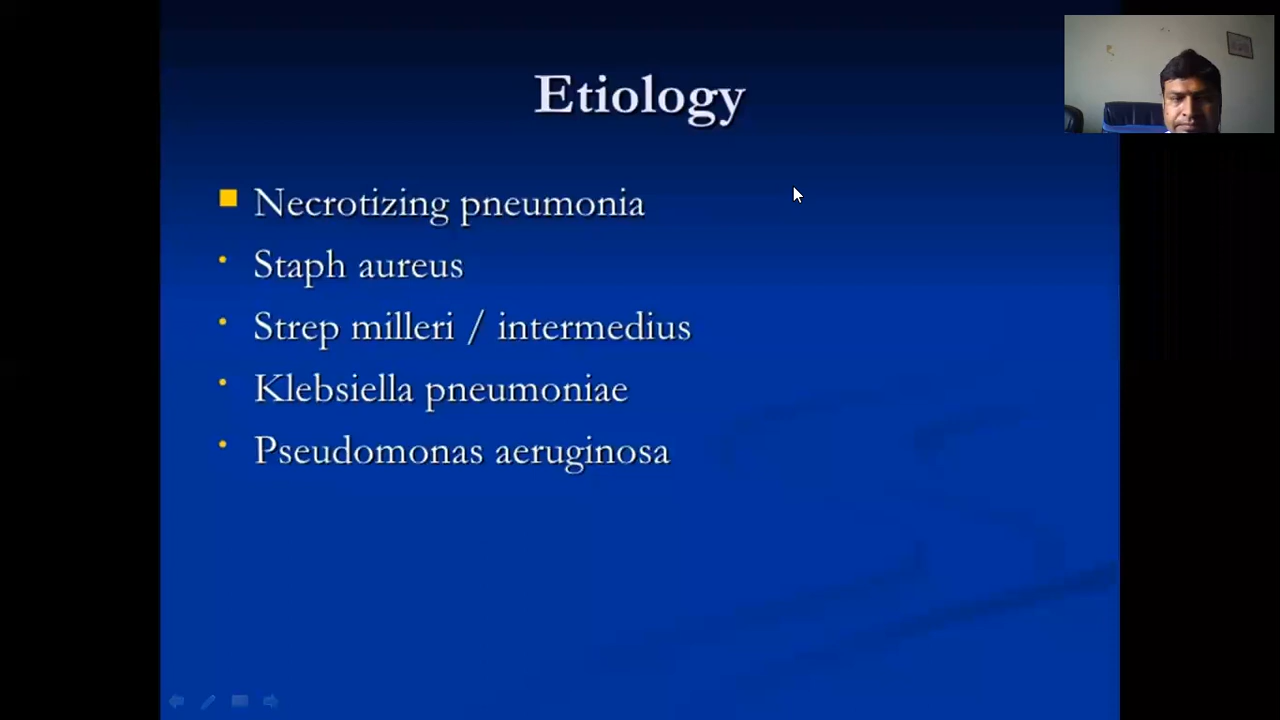 Etiology
Necrotizing pneumonia
Staph aureus
Strep milleri / intermedius
Klebsiella pneumoniae
Pseudomonas aeruginosa